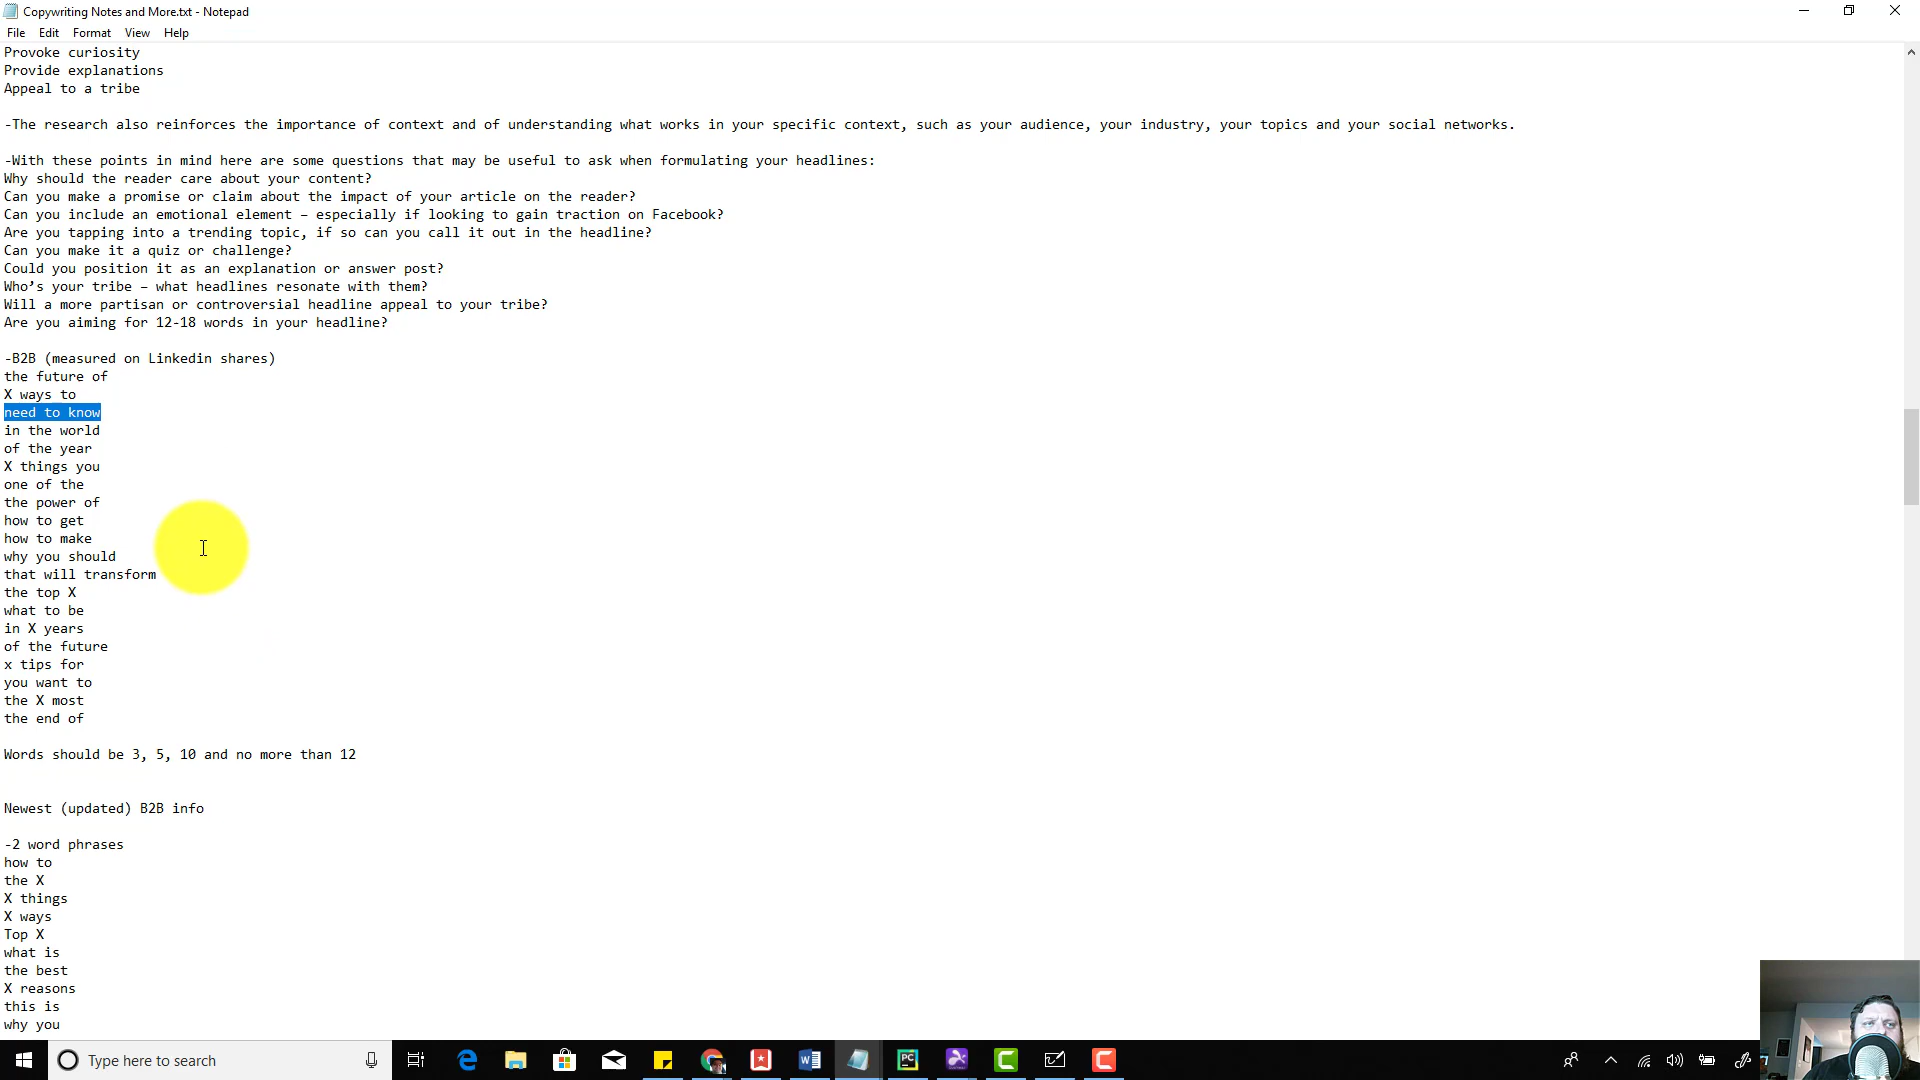 Copywriting Notes and More.txt - Notepad
File Edit Format View Help
Provoke curiosity
Provide explanations
Appeal to a tribe
-The research also reinforces the importance of context and of understanding what works in your specific context, such as your audience, your industry, your topics and your social networks.
-With these points in mind here are some questions that may be useful to ask when formulating your headlines:
Why should the reader care about your content?
Can you make a promise or claim about the impact of your article on the reader?
Can you include an emotional element – especially if looking to gain traction on Facebook?
Are you tapping into a trending topic, if so can you call it out in the headline?
Can you make it a quiz or challenge?
Could you position it as an explanation or answer post?
Who’s your tribe – what headlines resonate with them?
Will a more partisan or controversial headline appeal to your tribe?
Are you aiming for 12-18 words in your headline?
-B2B (measured on Linkedin shares)
the future of
X ways to
need to know
in the world
of the year
X things you
one of the
the power of
how to get
how to make
why you should
that will transform
the top X
what to be
in X years
of the future
x tips for
you want to
the X most
the end of
Words should be 3, 5, 10 and no more than 12
Newest (updated) B2B info
-2 word phrases
how to
the X
X things
X ways
Top X
what is
the best
X reasons
this is
why you
Type here to search